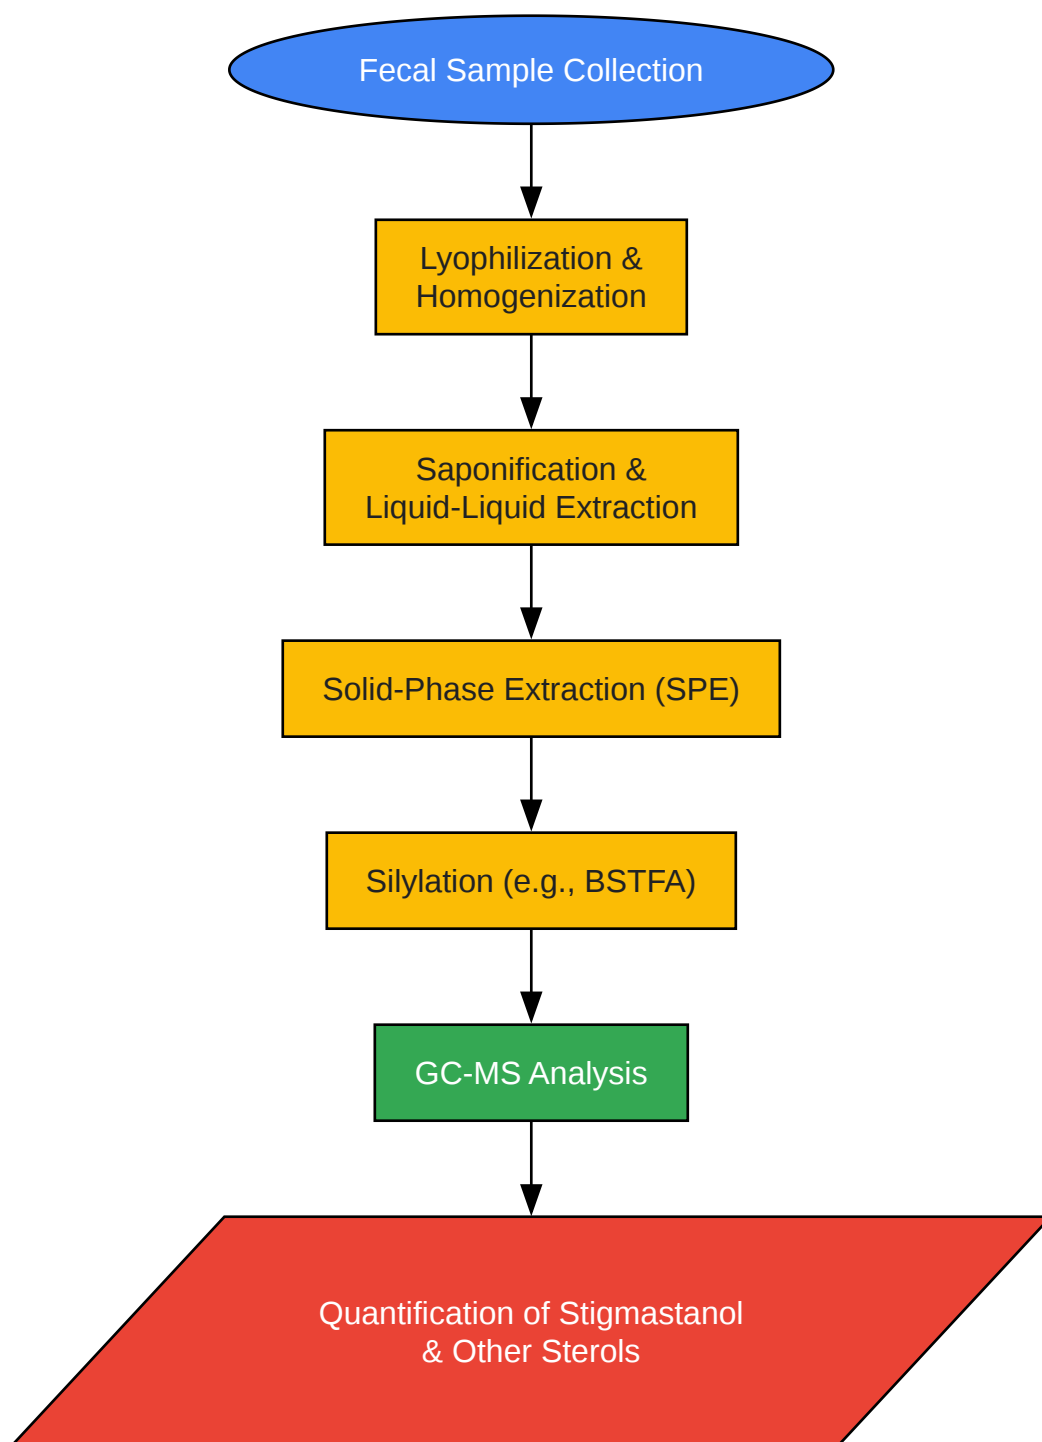 Fecal Sample Collection
Lyophilization &
Homogenization
Saponification &
Liquid-Liquid Extraction
Solid-Phase Extraction (SPE)
Silylation (e.g., BSTFA)
GC-MS Analysis
Quantification of Stigmastanol
& Other Sterols